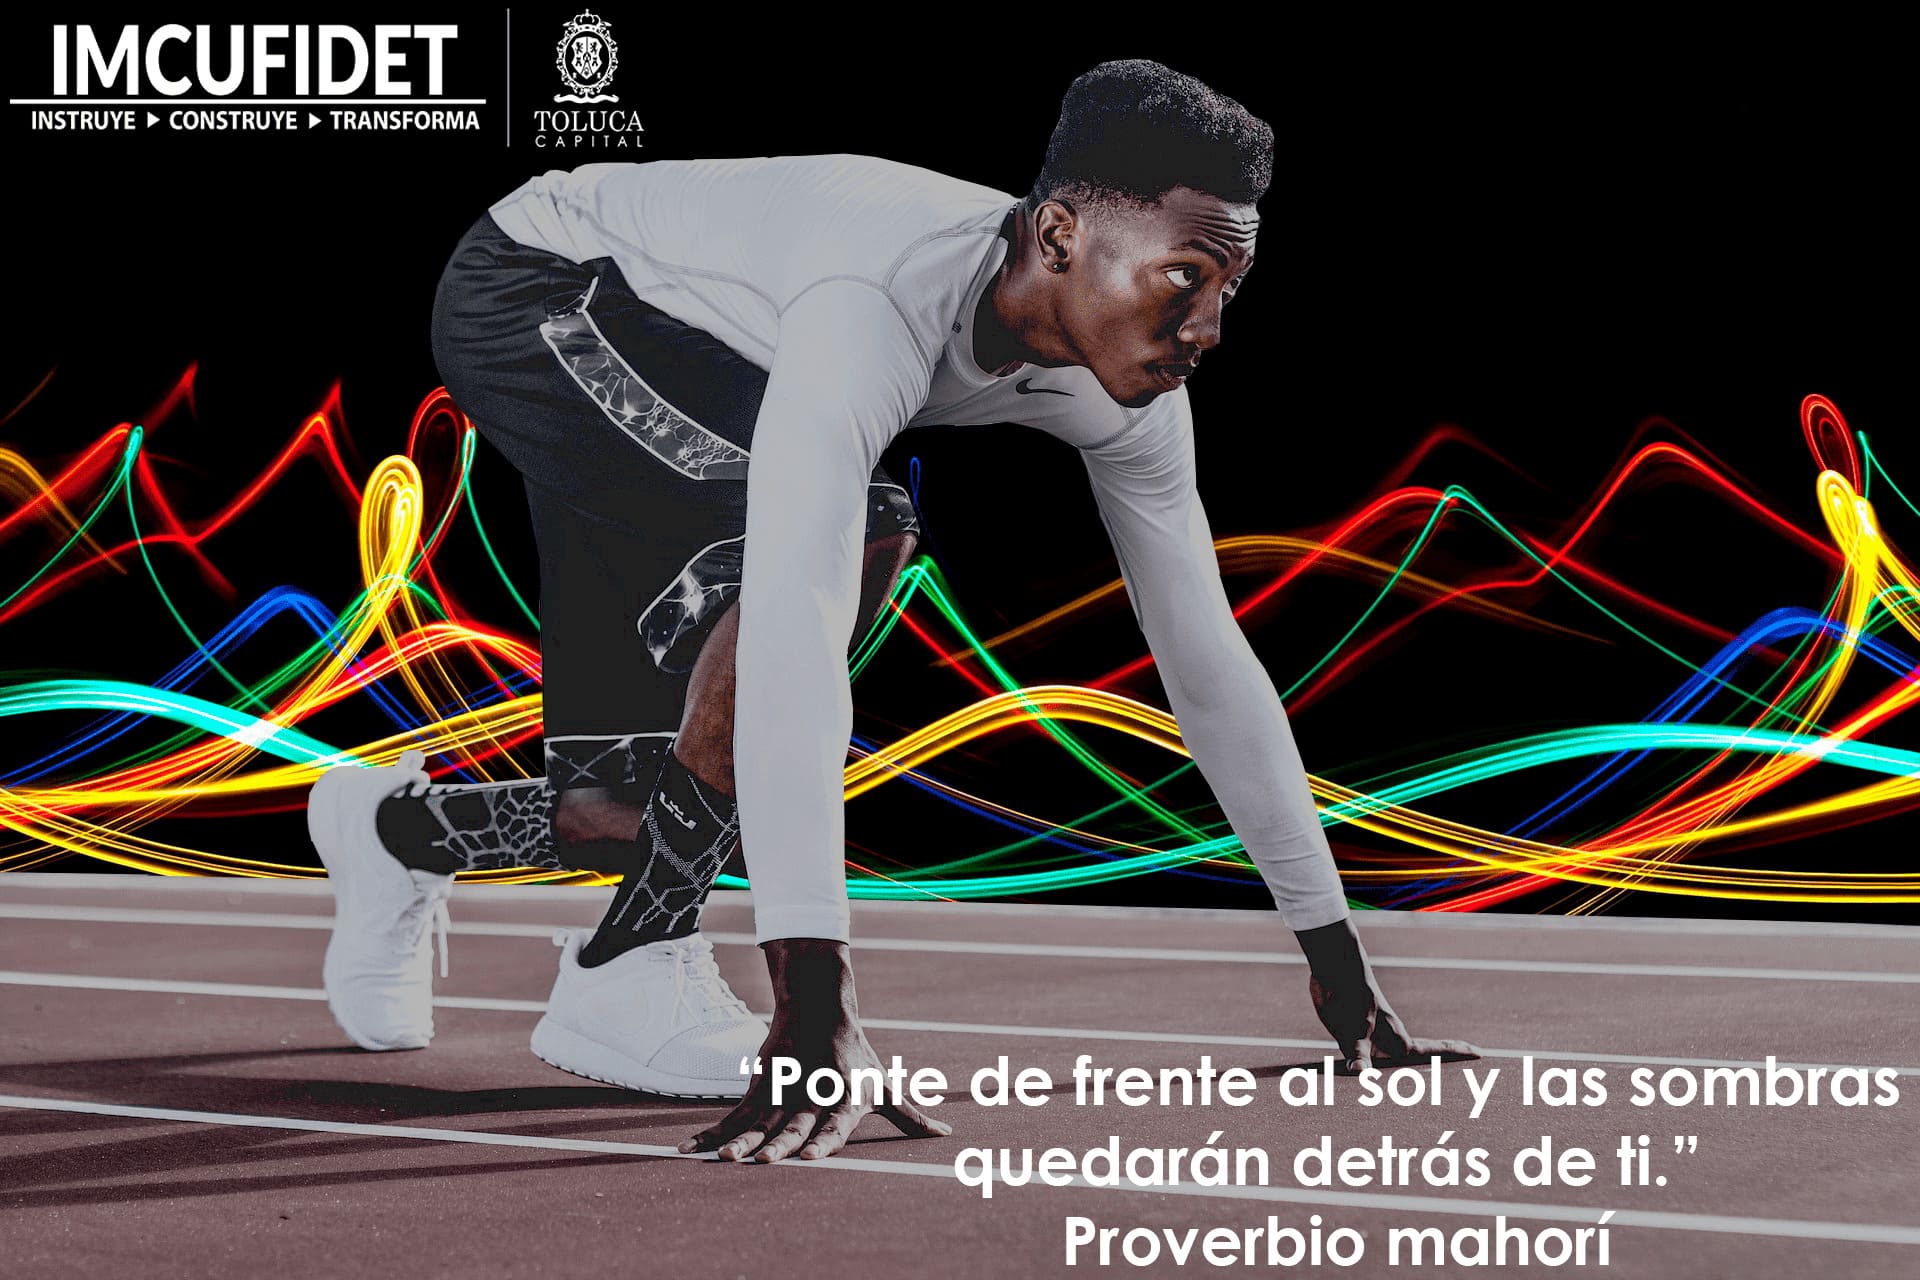 IMCUFIDET
INSTRUYE ▶ CONSTRUYE ▶ TRANSFORMA
TOLUCA
CAPITAL
“Ponte de frente al sol y las sombras
quedarán detrás de ti.”
Proverbio mahorí